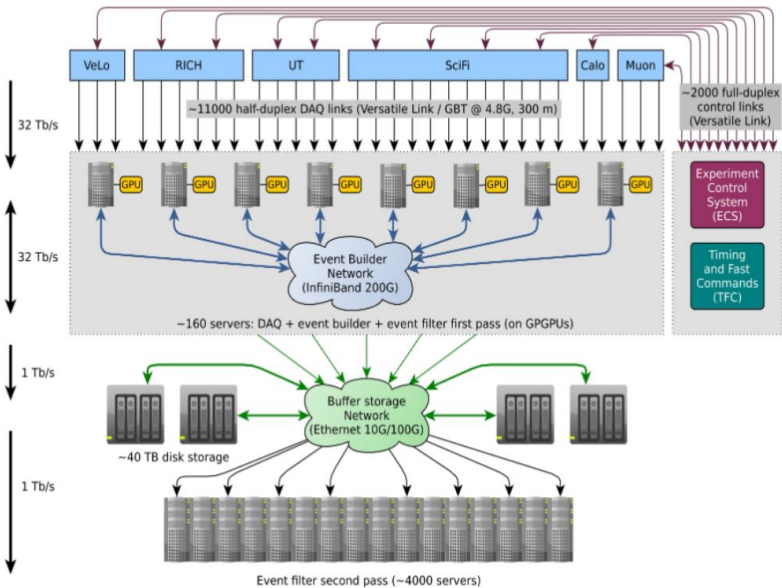 VeLo
RICH
UT
SciFi
Calo
Muon
~11000 half-duplex DAQ links (Versatile Link / GBT @ 4.8G, 300 m)
~2000 full-duplex
control links
(Versatile Link)
32 Tb/s
GPU
GPU
GPU
GPU
GPU
GPU
GPU
GPU
Experiment
Control
System
(ECS)
32 Tb/s
Event Builder
Network
(InfiniBand 200G)
Timing
and Fast
Commands
(TFC)
~160 servers: DAQ + event builder + event filter first pass (on GPGPUs)
1 Tb/s
Buffer storage
Network
(Ethernet 10G/100G)
~40 TB disk storage
1 Tb/s
Event filter second pass (~4000 servers)